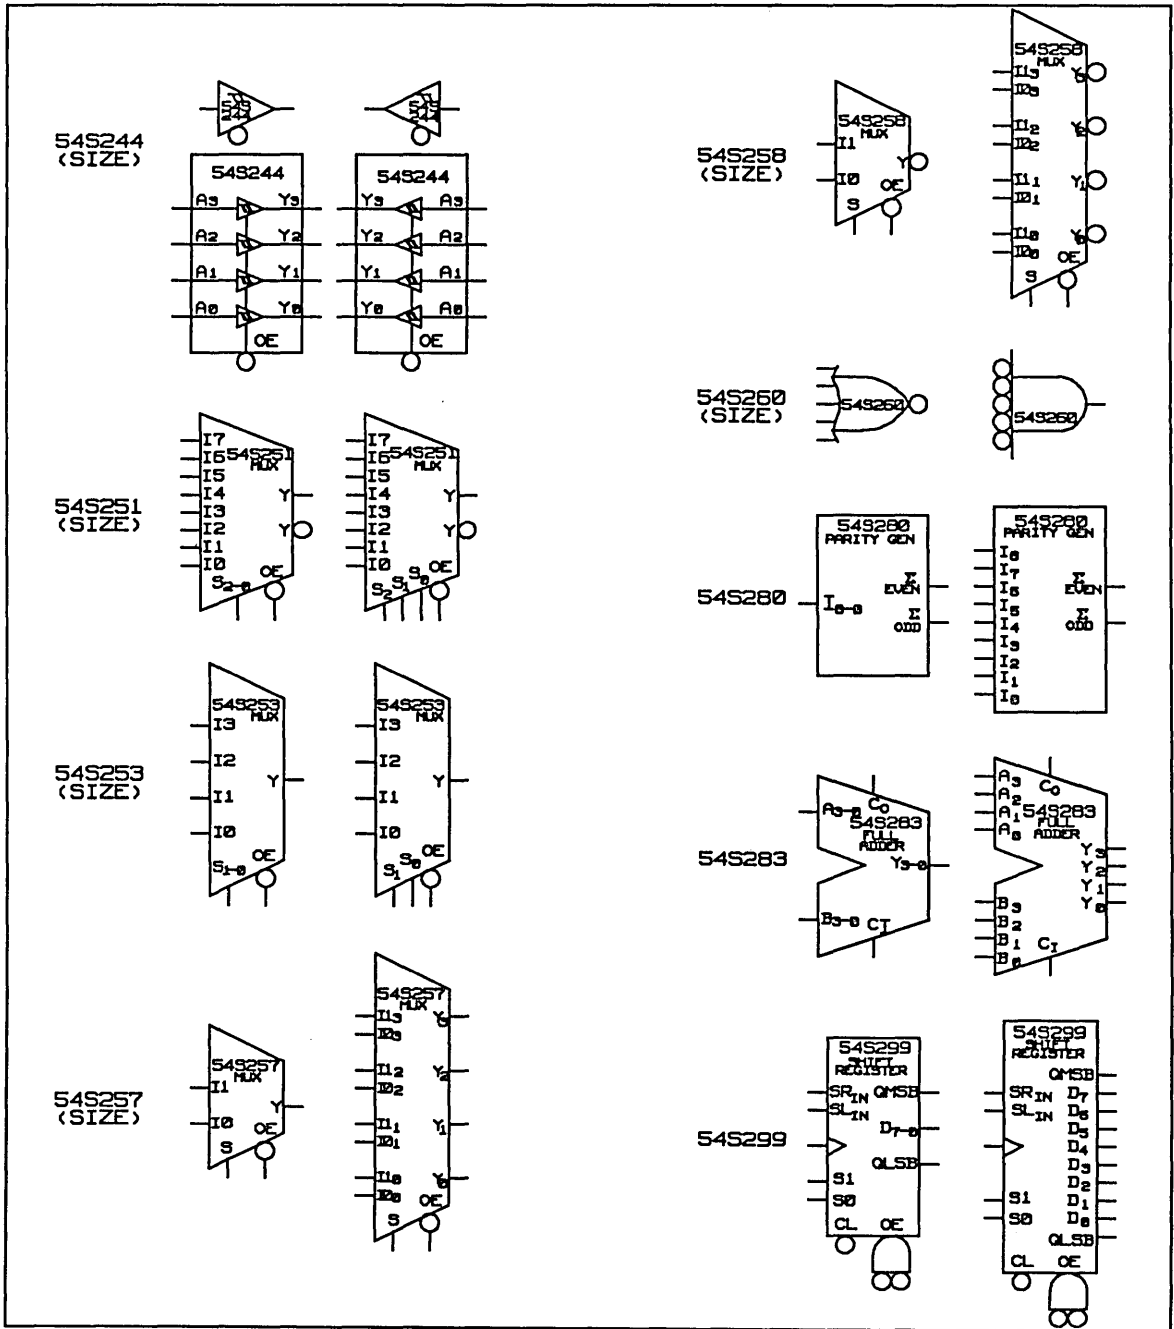 54S244
(SIZE)
54S
244
54S
244
54S244
A3 Y3
A2 Y2
A1 Y1
A0 Y0
OE
54S244
Y3 A3
Y2 A2
Y1 A1
Y0 A0
OE
54S251
(SIZE)
54S251
MUX
I7
I6
I5
I4
I3
I2
I1
I0
Y
Y
S2-0
OE
54S251
MUX
I7
I6
I5
I4
I3
I2
I1
I0
Y
Y
S2
S1
S0
OE
54S253
(SIZE)
54S253
MUX
I3
I2
I1
I0
Y
S1-0
OE
54S253
MUX
I3
I2
I1
I0
Y
S1
S0
OE
54S257
(SIZE)
54S257
MUX
I1
I0
Y
S
OE
54S257
MUX
I13
I03
Y3
I12
I02
Y2
I11
I01
Y1
I10
I00
Y0
S
OE
54S258
(SIZE)
54S258
MUX
I1
I0
Y
S
OE
54S258
MUX
I13
I03
Y3
I12
I02
Y2
I11
I01
Y1
I10
I00
Y0
S
OE
54S260
(SIZE)
54S260
54S260
54S280
54S280
PARITY GEN
I8-0
Σ
EVEN
Σ
ODD
54S280
PARITY GEN
I8
I7
I6
I5
I4
I3
I2
I1
I0
Σ
EVEN
Σ
ODD
54S283
CO
A3-0
54S283
FULL
ADDER
Y3-0
B3-0
CI
CO
A3
A2
A1
A0
54S283
FULL
ADDER
Y3
Y2
Y1
Y0
B3
B2
B1
B0
CI
54S299
54S299
SHIFT
REGISTER
SRIN QMSB
SLIN
D7-0
QLSB
S1
S0
CL OE
54S299
SHIFT
REGISTER
QMSB
SRIN D7
SLIN D6
D5
D4
D3
D2
S1 D1
S0 D0
QLSB
CL OE